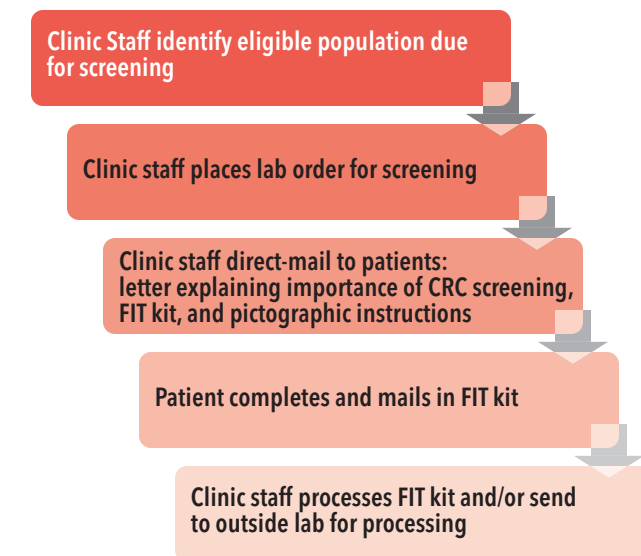 Clinic Staff identify eligible population due
for screening
Clinic staff places lab order for screening
Clinic staff direct-mail to patients:
letter explaining importance of CRC screening,
FIT kit, and pictographic instructions
Patient completes and mails in FIT kit
Clinic staff processes FIT kit and/or send
to outside lab for processing